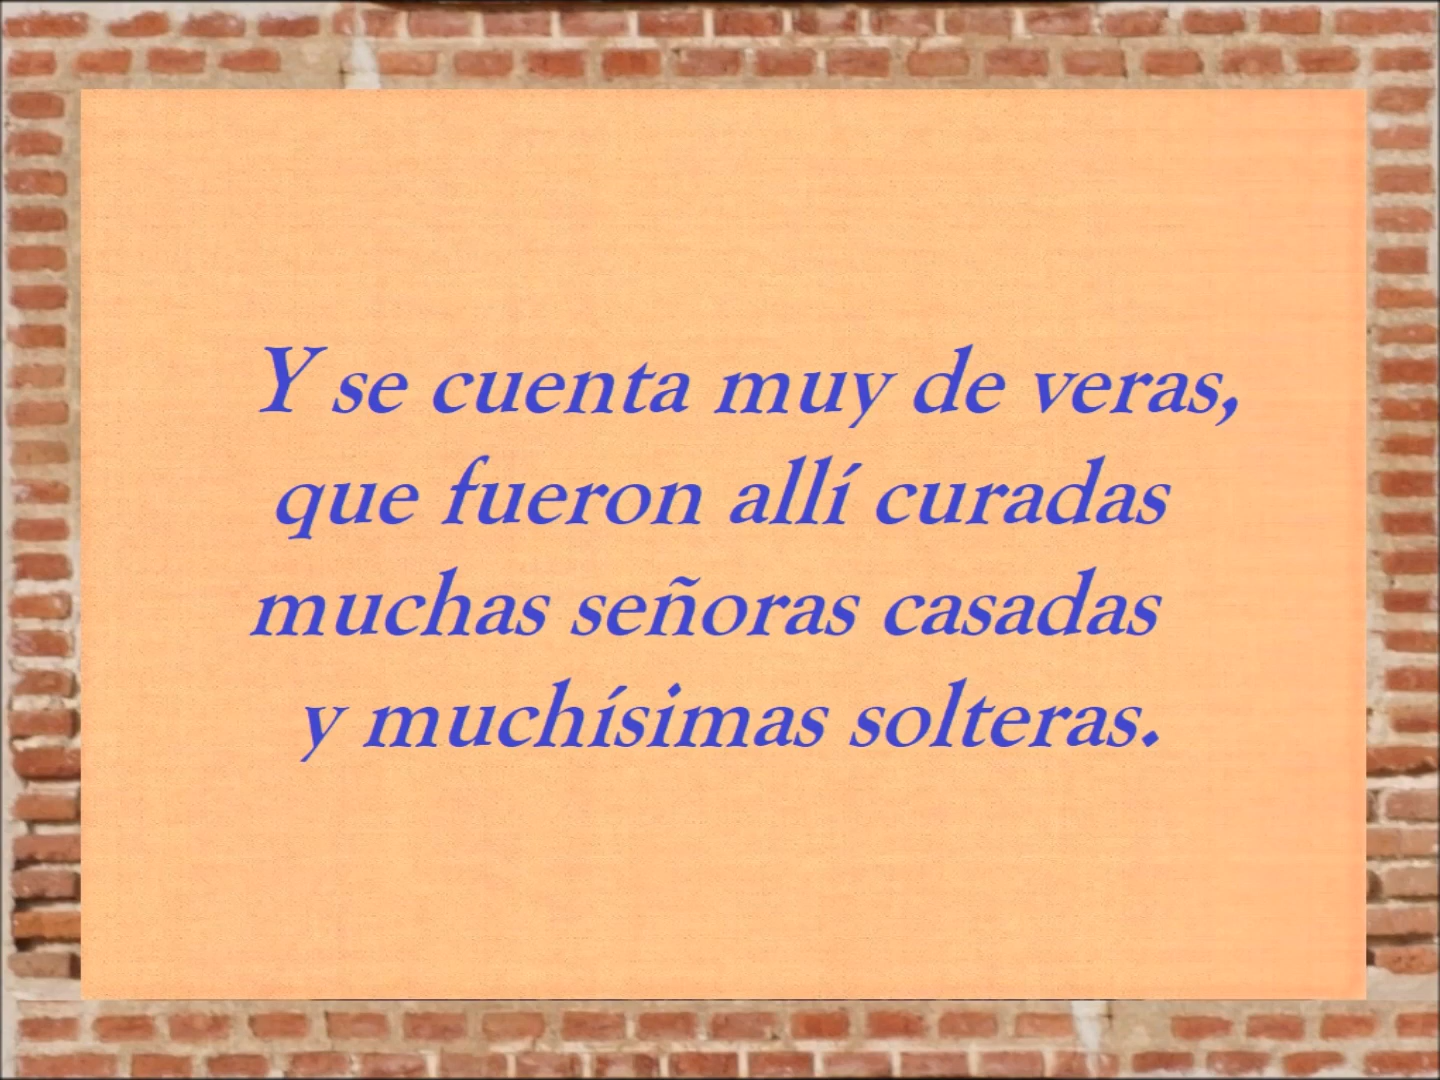 Y se cuenta muy de veras,
que fueron allí curadas
muchas señoras casadas
y muchísimas solteras.